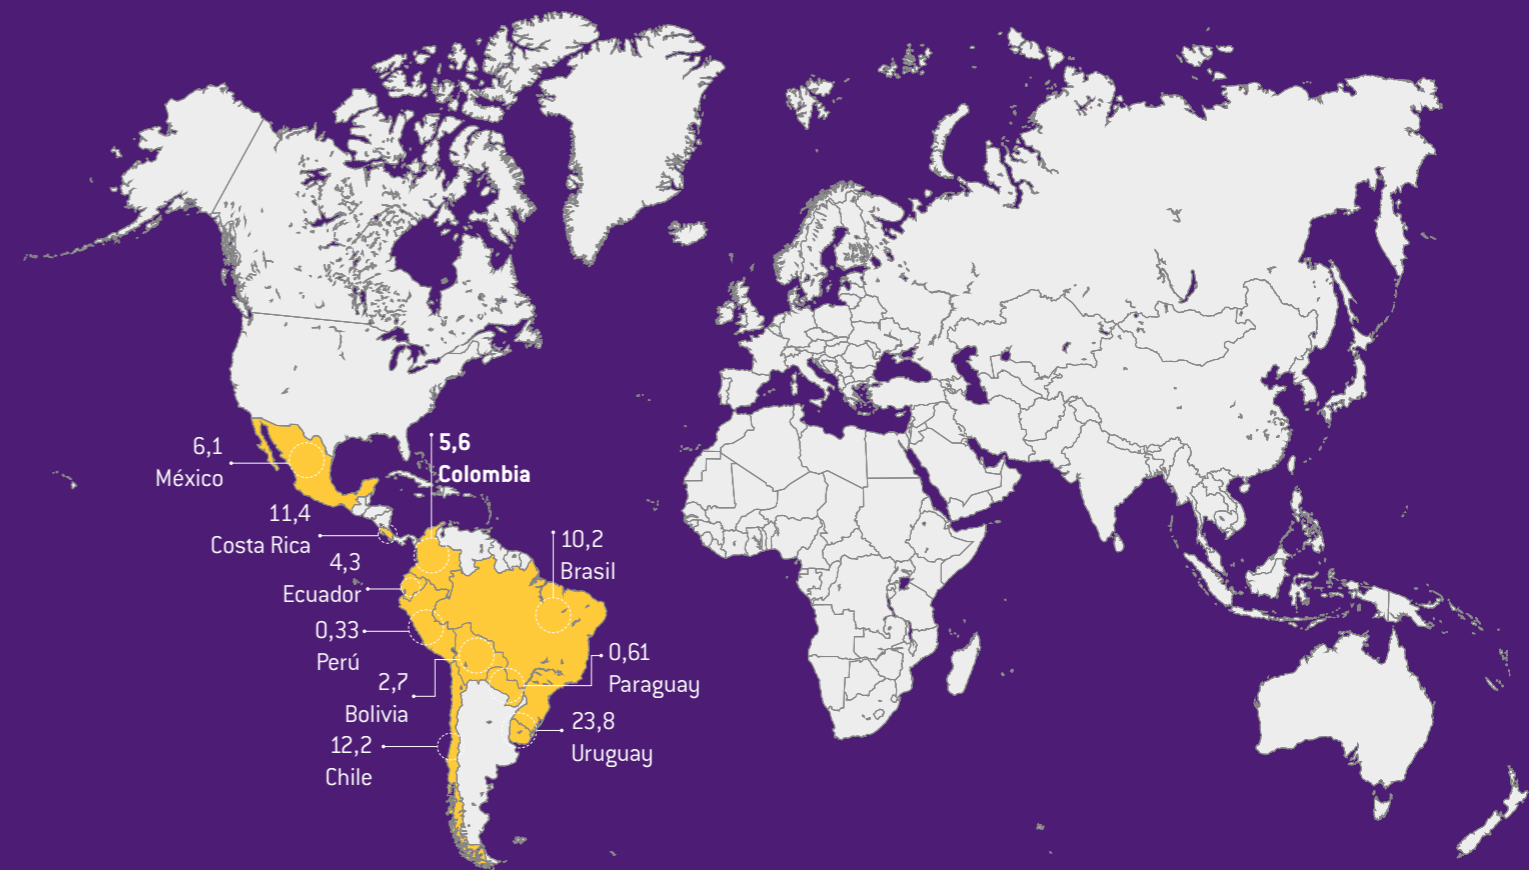 6,1
México
5,6
Colombia
11,4
Costa Rica
4,3
Ecuador
10,2
Brasil
0,33
Perú
0,61
Paraguay
2,7
Bolivia
23,8
Uruguay
12,2
Chile